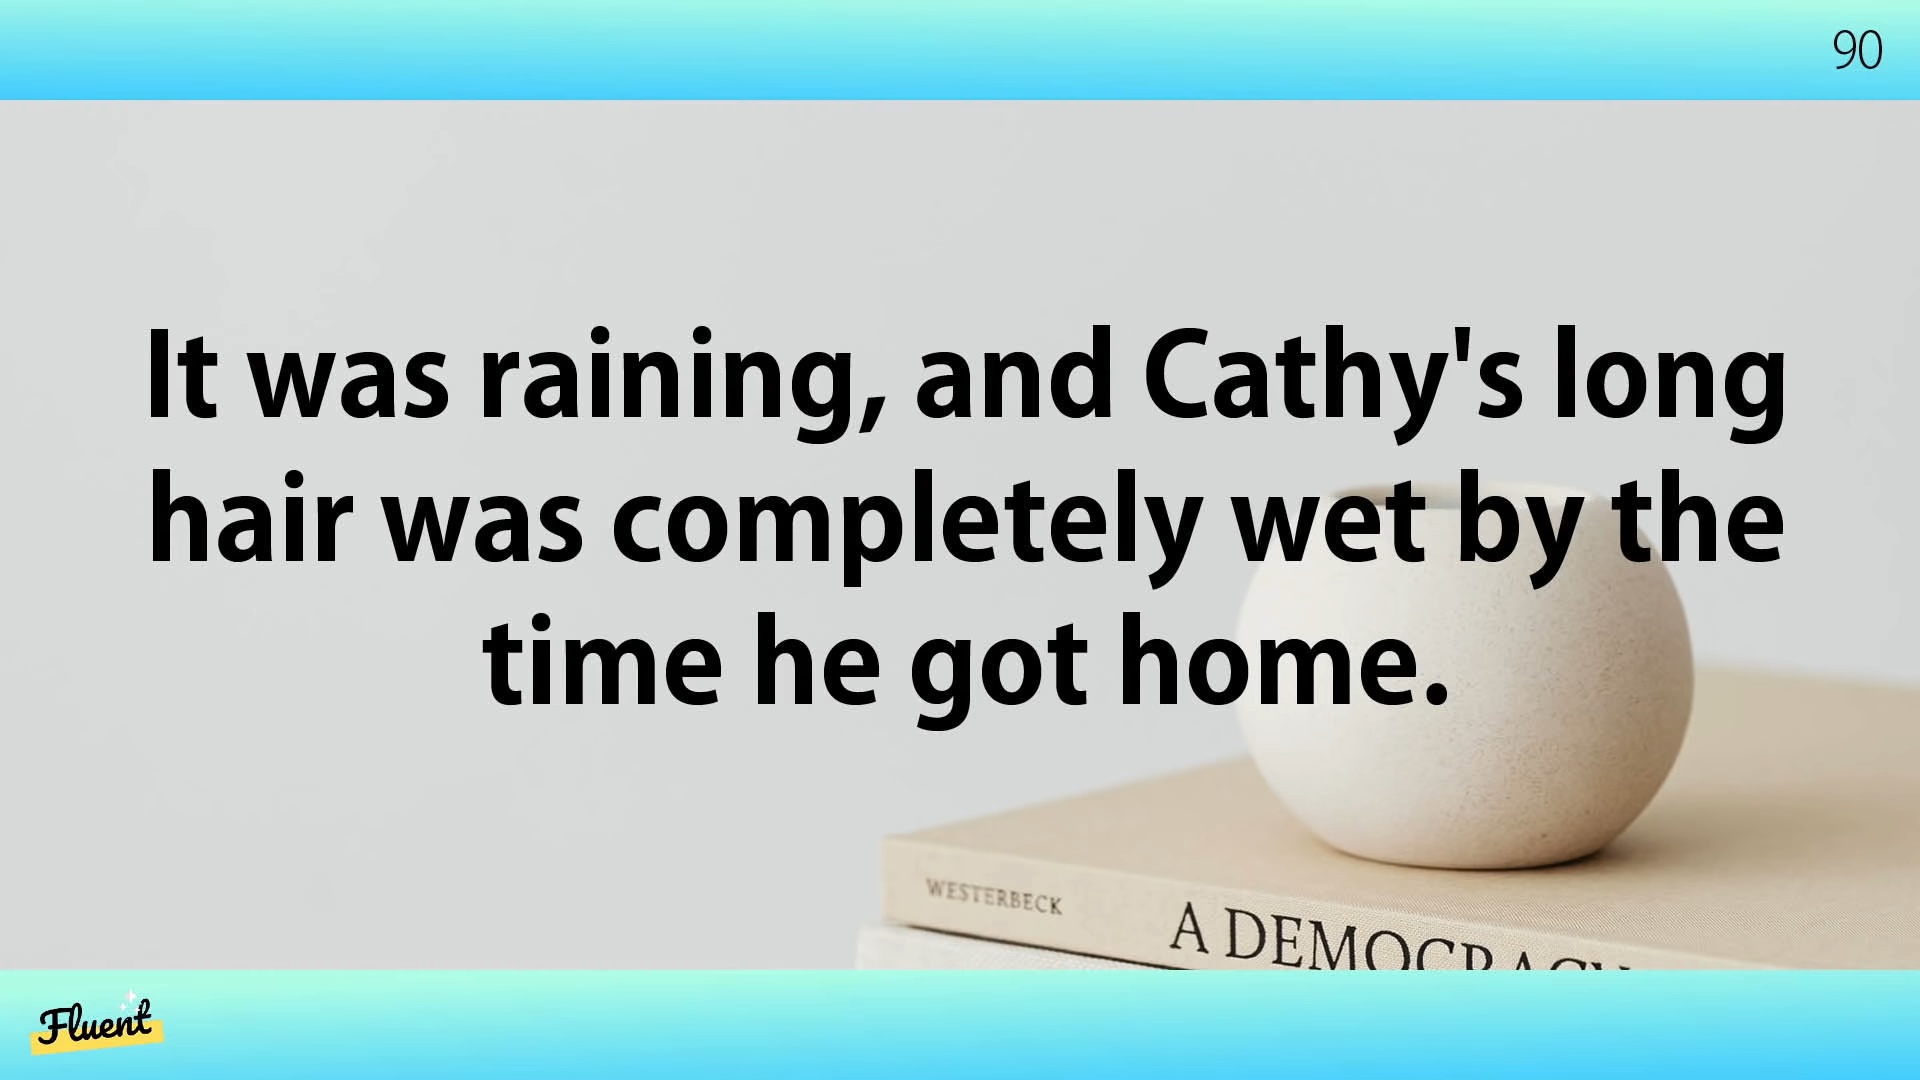 90
It was raining, and Cathy's long
hair was completely wet by the
time he got home.
WESTERBECK
A DEMOCRACY
Fluent